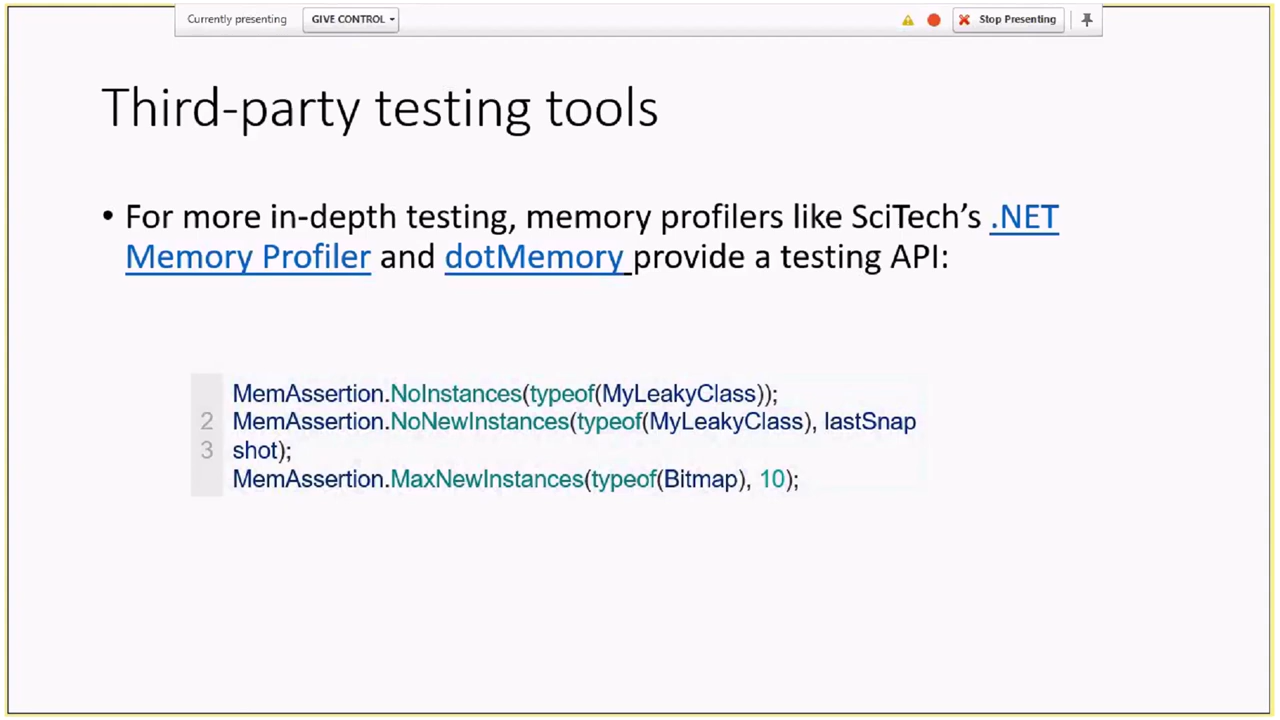 Currently presenting GIVE CONTROL Stop Presenting
Third-party testing tools
• For more in-depth testing, memory profilers like SciTech’s .NET
Memory Profiler and dotMemory provide a testing API:
MemAssertion.NoInstances(typeof(MyLeakyClass));
2 MemAssertion.NoNewInstances(typeof(MyLeakyClass), lastSnap
3 shot);
MemAssertion.MaxNewInstances(typeof(Bitmap), 10);